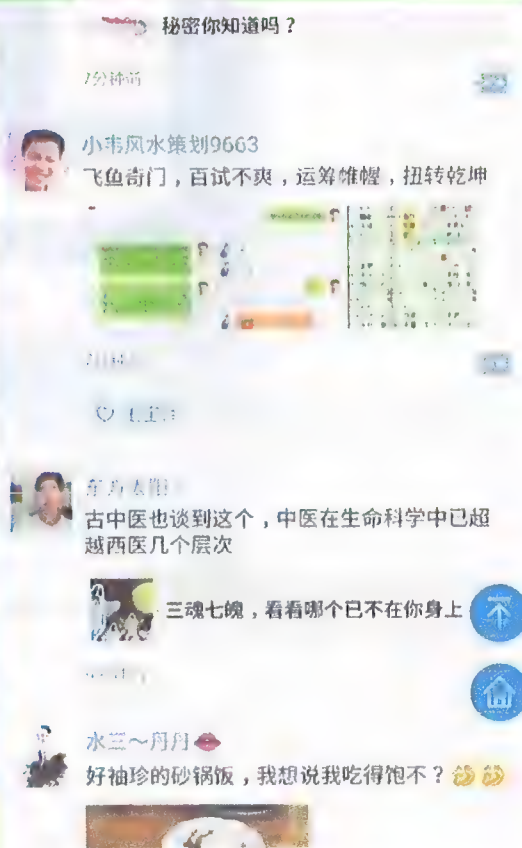 秘密你知道吗？
7分钟前
小韦风水策划9663
飞鱼奇门，百试不爽，运筹帷幄，扭转乾坤
古中医也谈到这个，中医在生命科学中已超
越西医几个层次
三魂七魄，看看哪个已不在你身上
水三～丹丹💋
好袖珍的砂锅饭，我想说我吃得饱不？